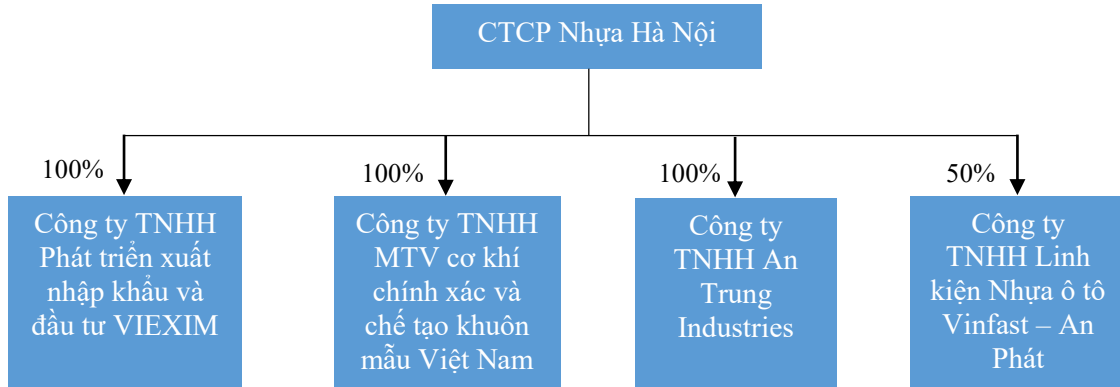 CTCP Nhựa Hà Nội
100%
100%
100%
50%
Công ty TNHH
Phát triển xuất
nhập khẩu và
đầu tư VIEXIM
Công ty TNHH
MTV cơ khí
chính xác và
chế tạo khuôn
mẫu Việt Nam
Công ty
TNHH An
Trung
Industries
Công ty
TNHH Linh
kiện Nhựa ô tô
Vinfast – An
Phát